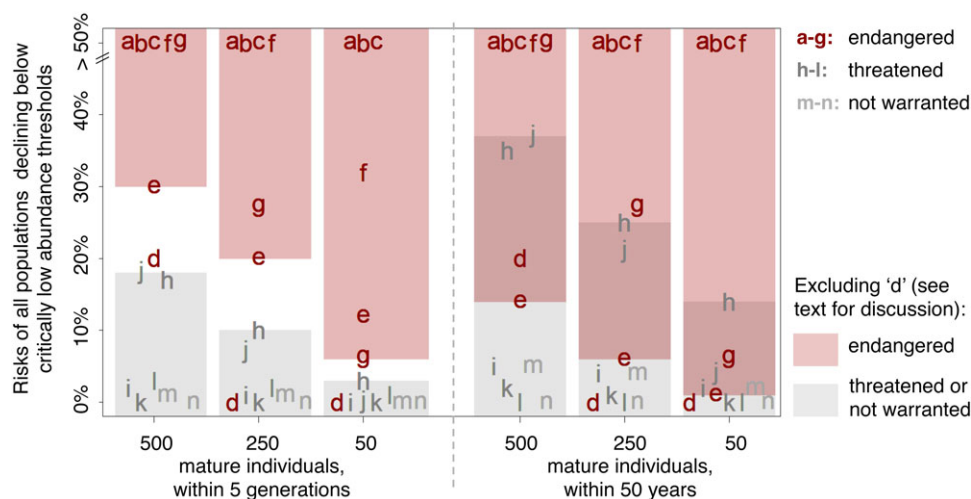 Risks of all populations declining below
critically low abundance thresholds
> 50%
40%
30%
20%
10%
0%
abcfg
e
d
j h
i k l m n
abcf
g
e
h
j
d i k l m n
abc
f
e
g
h
d i j k l m n
abcfg
j
h
d
e
i k l m n
abcf
g
h
j
e
d i k l m n
abcf
h
g
j
d i e k l m n
500 250 50
mature individuals,
within 5 generations
500 250 50
mature individuals,
within 50 years
a-g: endangered
h-l: threatened
m-n: not warranted
Excluding 'd' (see
text for discussion):
endangered
threatened or
not warranted